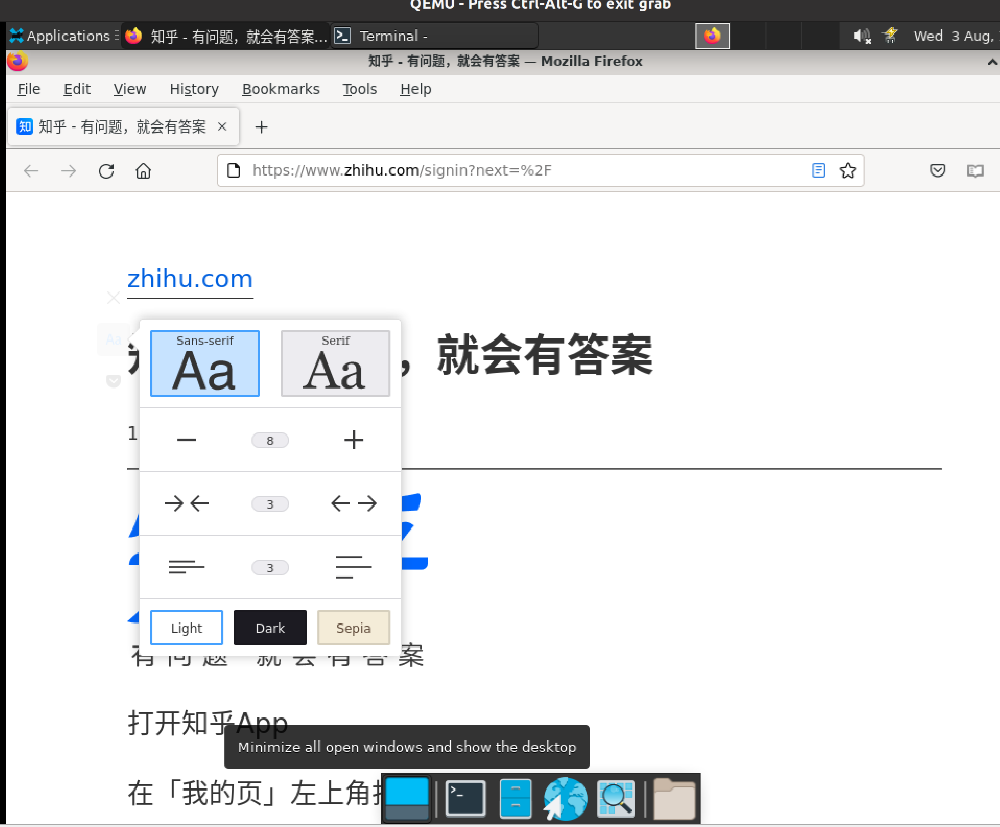 QEMU - Press Ctrl-Alt-G to exit grab
Applications 知乎 - 有问题，就会有答案... Terminal - Wed 3 Aug,
知乎 - 有问题，就会有答案 — Mozilla Firefox
File Edit View History Bookmarks Tools Help
知 知乎 - 有问题，就会有答案
https://www.zhihu.com/signin?next=%2F
zhihu.com
Aa
Sans-serif
Aa
Serif
Aa
，就会有答案
1
8
3
3
Light Dark Sepia
有问题 就会有答案
打开知乎App
Minimize all open windows and show the desktop
在「我的页」左上角